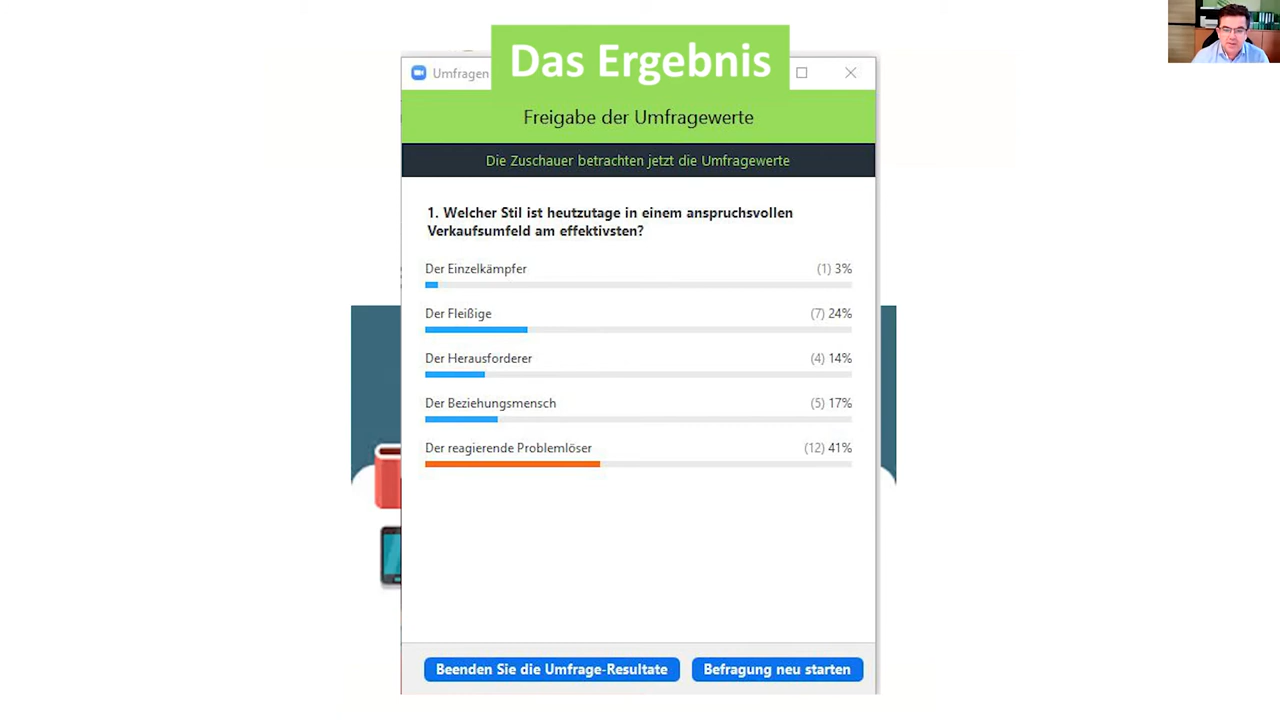 Das Ergebnis
Umfragen
Freigabe der Umfragewerte
Die Zuschauer betrachten jetzt die Umfragewerte
1. Welcher Stil ist heutzutage in einem anspruchsvollen
Verkaufsumfeld am effektivsten?
Der Einzelkämpfer (1) 3%
Der Fleißige (7) 24%
Der Herausforderer (4) 14%
Der Beziehungsmensch (5) 17%
Der reagierende Problemlöser (12) 41%
Beenden Sie die Umfrage-Resultate Befragung neu starten